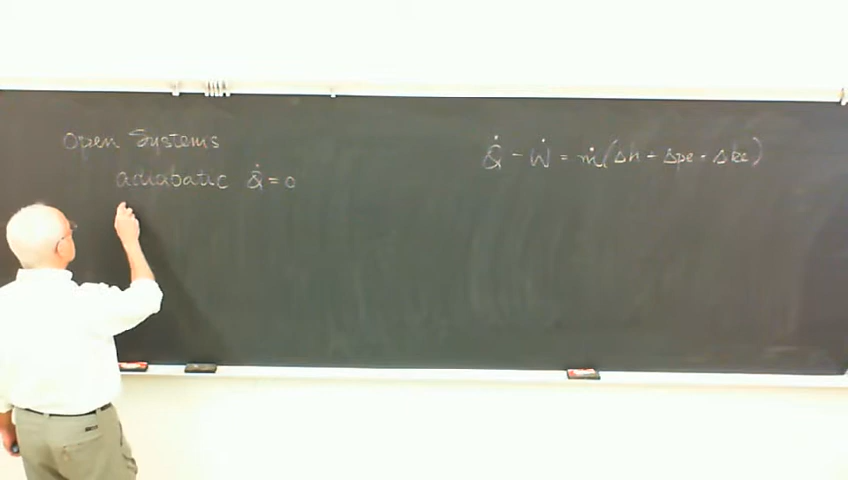 Open Systems
adiabatic Q̇ = 0
Q̇ - Ẇ = ṁ(Δh + Δpe + Δke)